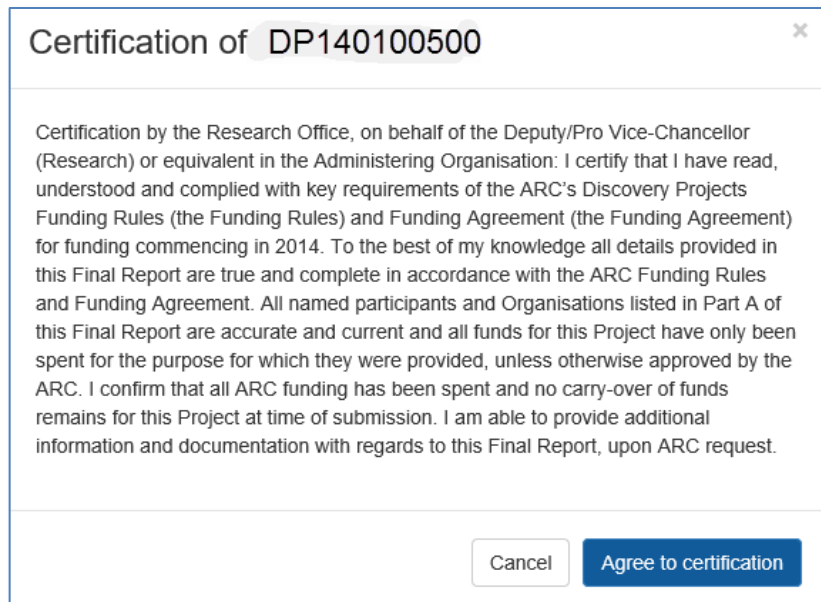 Certification of DP140100500
×
Certification by the Research Office, on behalf of the Deputy/Pro Vice-Chancellor
(Research) or equivalent in the Administering Organisation: I certify that I have read,
understood and complied with key requirements of the ARC's Discovery Projects
Funding Rules (the Funding Rules) and Funding Agreement (the Funding Agreement)
for funding commencing in 2014. To the best of my knowledge all details provided in
this Final Report are true and complete in accordance with the ARC Funding Rules
and Funding Agreement. All named participants and Organisations listed in Part A of
this Final Report are accurate and current and all funds for this Project have only been
spent for the purpose for which they were provided, unless otherwise approved by the
ARC. I confirm that all ARC funding has been spent and no carry-over of funds
remains for this Project at time of submission. I am able to provide additional
information and documentation with regards to this Final Report, upon ARC request.
Cancel
Agree to certification